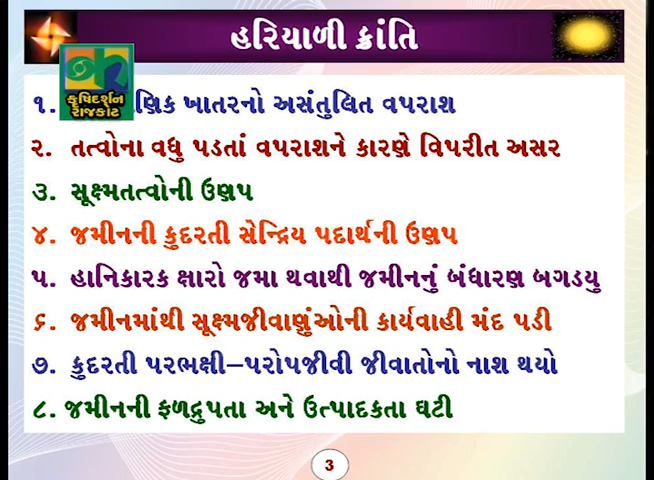 હરિયાળી ક્રાંતિ
કૃષિદર્શન
રાજકોટ
૧. ણિક ખાતરનો અસંતુલિત વપરાશ
૨. તત્વોના વધુ પડતાં વપરાશને કારણે વિપરીત અસર
૩. સૂક્ષ્મતત્વોની ઉણપ
૪. જમીનની કુદરતી સેન્દ્રિય પદાર્થની ઉણપ
૫. હાનિકારક ક્ષારો જમા થવાથી જમીનનું બંધારણ બગડયુ
૬. જમીનમાંથી સૂક્ષ્મજીવાણુંઓની કાર્યવાહી મંદ પડી
૭. કુદરતી પરભક્ષી–પરોપજીવી જીવાતોનો નાશ થયો
૮. જમીનની ફળદ્રુપતા અને ઉત્પાદકતા ઘટી
3